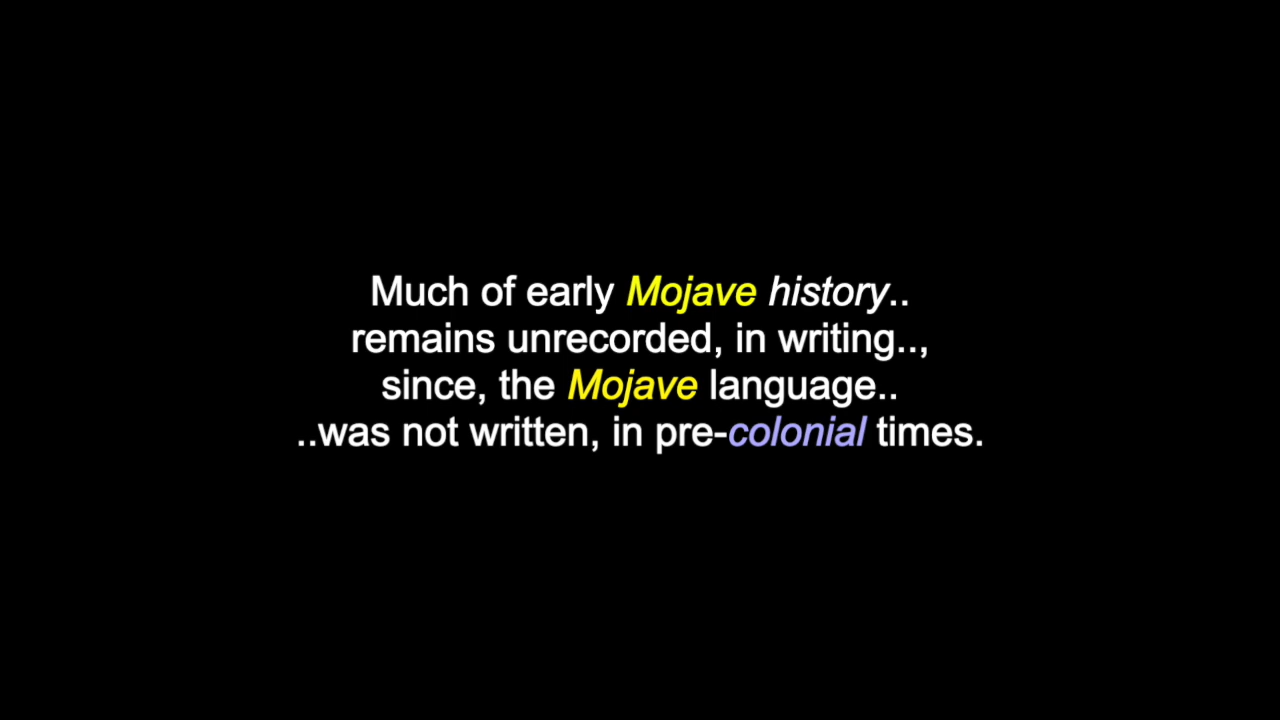 Much of early Mojave history..
remains unrecorded, in writing..,
since, the Mojave language..
..was not written, in pre-colonial times.